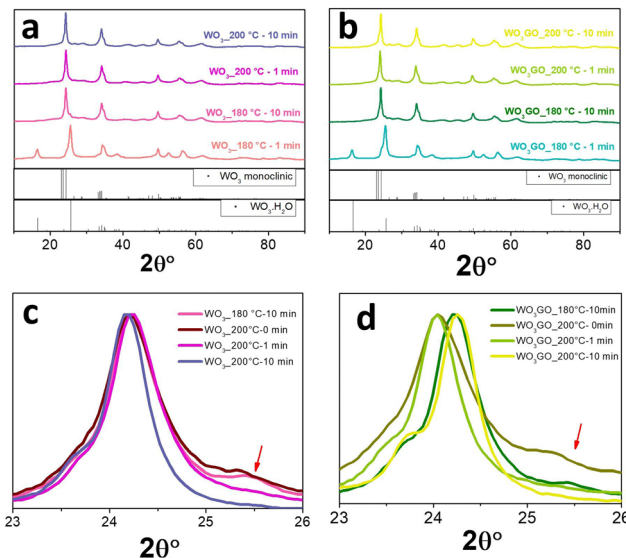 a
WO3_200 °C - 10 min
WO3_200 °C - 1 min
WO3_180 °C - 10 min
WO3_180 °C - 1 min
WO3 monoclinic
WO3.H2O
20 40 60 80
2θ°
b
WO3GO_200 °C - 10 min
WO3GO_200 °C - 1 min
WO3GO_180 °C - 10 min
WO3GO_180 °C - 1 min
WO3 monoclinic
WO3.H2O
20 40 60 80
2θ°
c
WO3_180 °C-10 min
WO3_200°C-0 min
WO3_200°C-1 min
WO3_200°C-10 min
23 24 25 26
2θ°
d
WO3GO_180°C-10min
WO3GO_200°C- 0min
WO3GO_200°C-1 min
WO3GO_200°C-10 min
23 24 25 26
2θ°